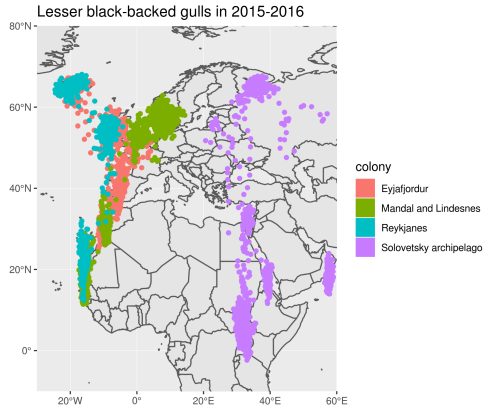 Lesser black-backed gulls in 2015-2016
80°N
60°N
40°N
20°N
0°
20°W
0°
20°E
40°E
60°E
colony
Eyjafjordur
Mandal and Lindesnes
Reykjanes
Solovetsky archipelago